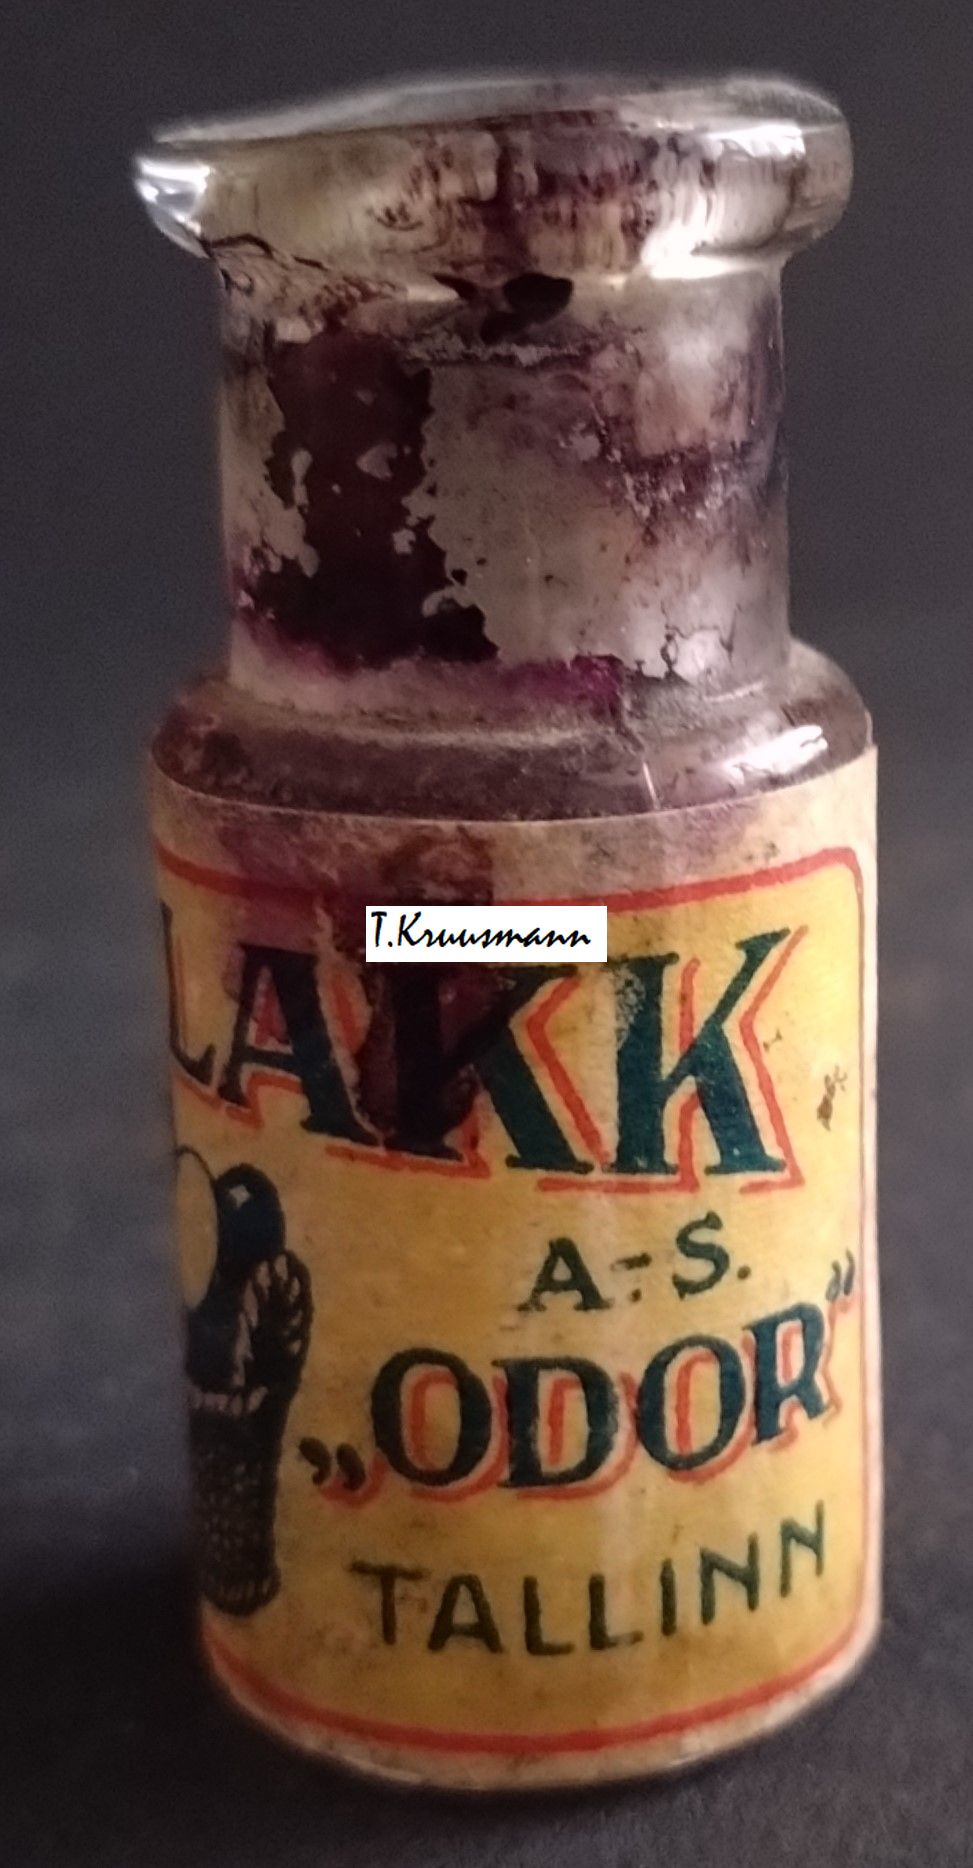 T.Kruusmann
LAKK
A.-S.
„ODOR”
TALLINN